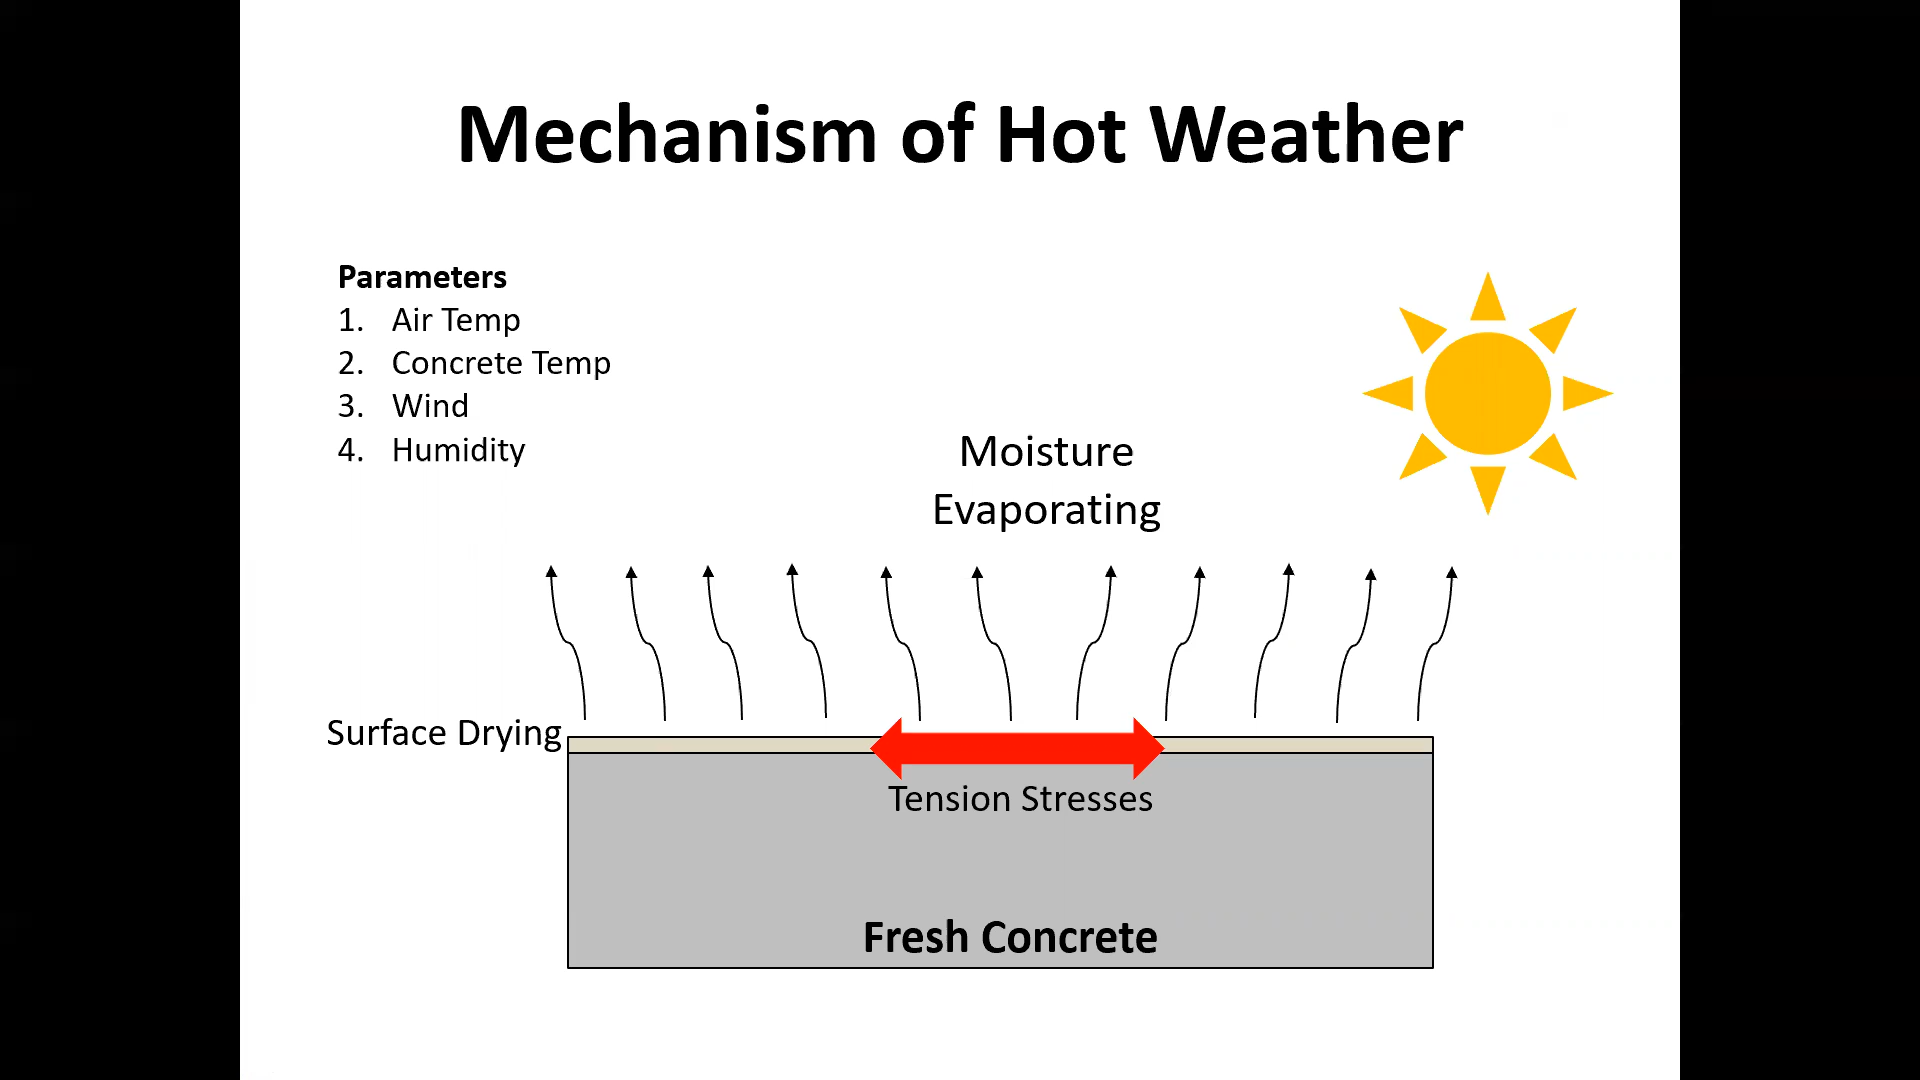 Mechanism of Hot Weather
Parameters
1. Air Temp
2. Concrete Temp
3. Wind
4. Humidity
Moisture
Evaporating
Surface Drying
Tension Stresses
Fresh Concrete